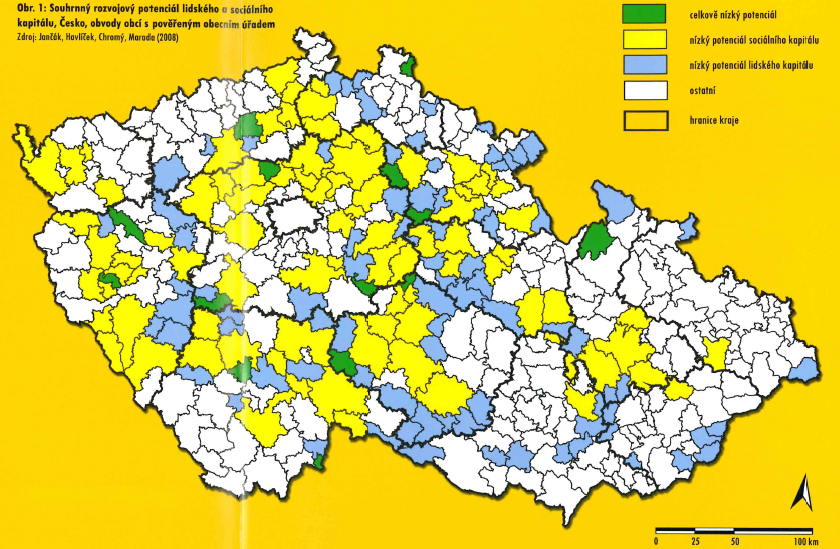 Obr. 1: Souhrnný rozvojový potenciál lidského a sociálního
kapitálu, Česko, obvody obcí s pověřeným obecním úřadem
Zdroj: Jančák, Havlíček, Chromý, Marada (2008)
celkově nízký potenciál
nízký potenciál sociálního kapitálu
nízký potenciál lidského kapitálu
ostatní
hranice kraje
0 25 50 100 km